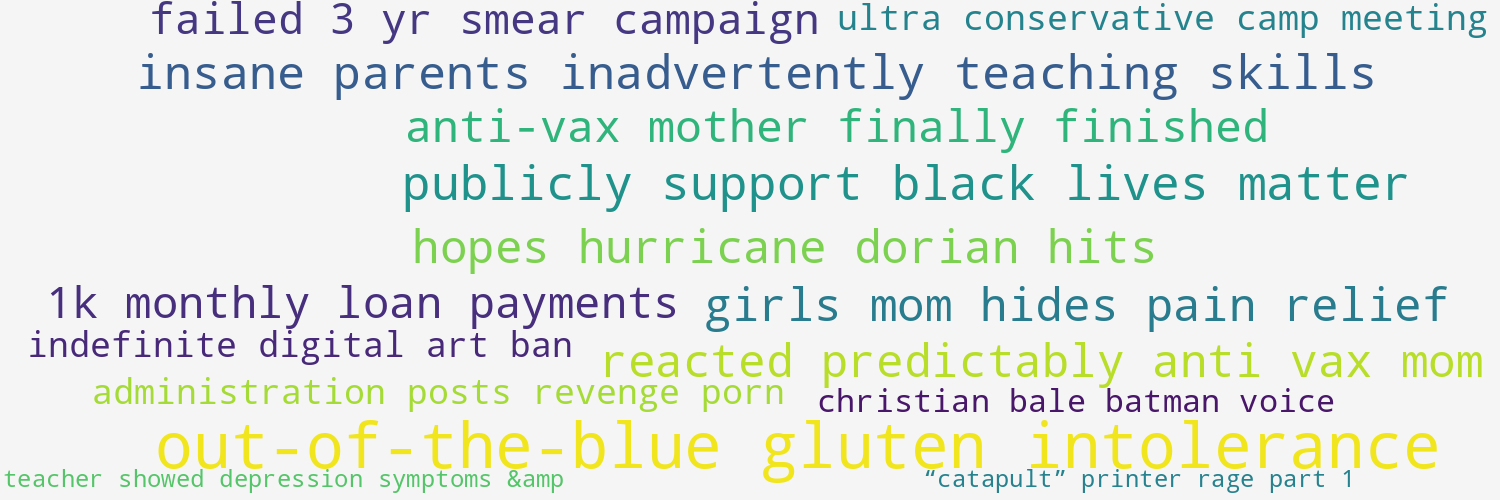 failed 3 yr smear campaign
ultra conservative camp meeting
insane parents inadvertently teaching skills
anti-vax mother finally finished
publicly support black lives matter
hopes hurricane dorian hits
1k monthly loan payments
girls mom hides pain relief
indefinite digital art ban
reacted predictably anti vax mom
administration posts revenge porn
christian bale batman voice
out-of-the-blue gluten intolerance
teacher showed depression symptoms &amp
“catapult” printer rage part 1